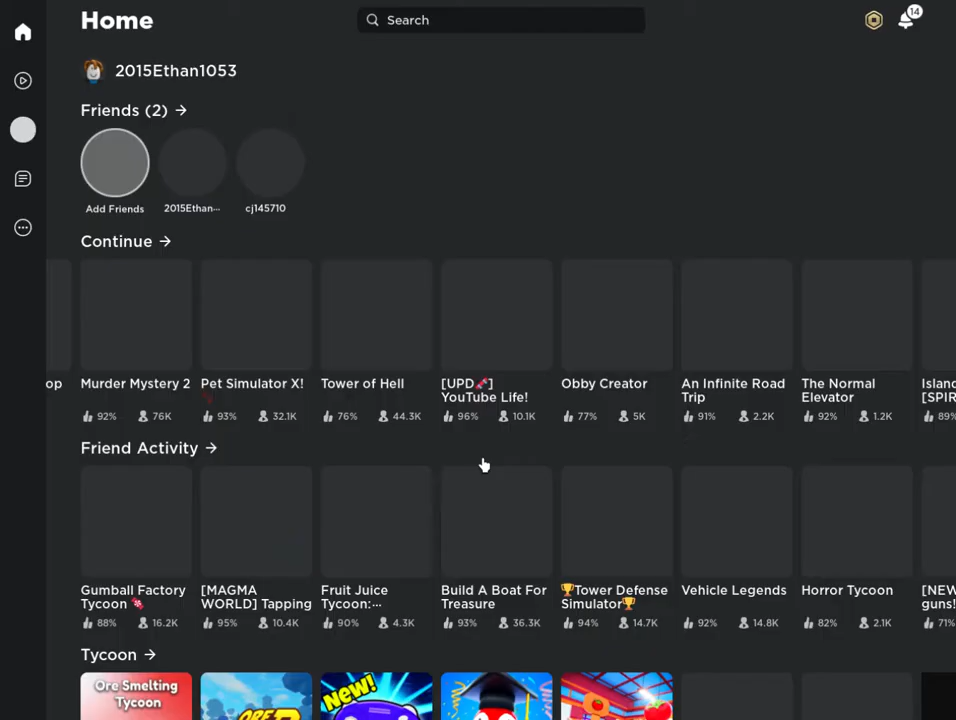 Home
Search
14
2015Ethan1053
Friends (2) →
Add Friends 2015Ethan... cj145710
Continue →
op Murder Mystery 2 Pet Simulator X! Tower of Hell [UPD🧨] Obby Creator An Infinite Road The Normal Island
YouTube Life! Trip Elevator [SPIR
92% 76K 93% 32.1K 76% 44.3K 96% 10.1K 77% 5K 91% 2.2K 92% 1.2K 89%
Friend Activity →
Gumball Factory [MAGMA Fruit Juice Build A Boat For 🏆Tower Defense Vehicle Legends Horror Tycoon [NEW
Tycoon 🍬 WORLD] Tapping Tycoon:... Treasure Simulator🏆 guns!
88% 16.2K 95% 10.4K 90% 4.3K 93% 36.3K 94% 14.7K 92% 14.8K 82% 2.1K 71%
Tycoon →
Ore Smelting New!
Tycoon